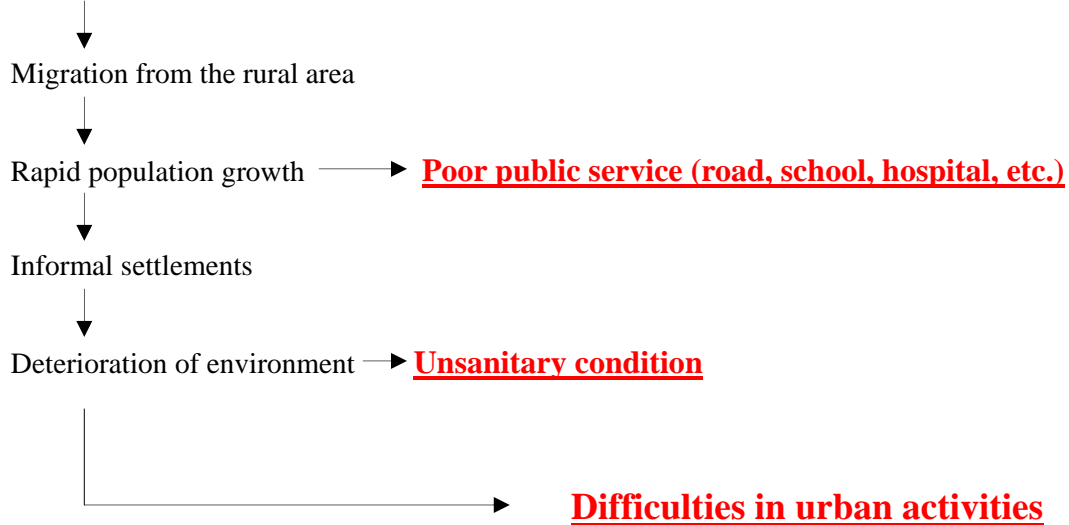 Migration from the rural area
Rapid population growth
Poor public service (road, school, hospital, etc.)
Informal settlements
Deterioration of environment
Unsanitary condition
Difficulties in urban activities